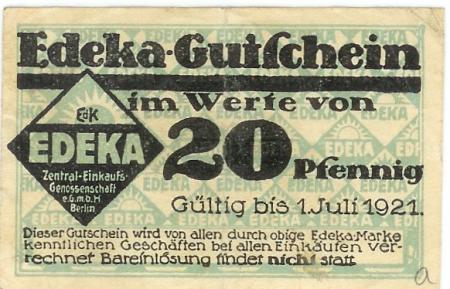 Edeka-Gutschein
im Werte von
20 Pfennig
EdK
EDEKA
Zentral-Einkaufs-
Genossenschaft
e.G.m.b.H
Berlin
Gültig bis 1. Juli 1921.
Dieser Gutschein wird von allen durch obige Edeka-Marke
kenntlichen Geschäften bei allen Einkäufen ver-
rechnet Bareinlösung findet nicht statt
a